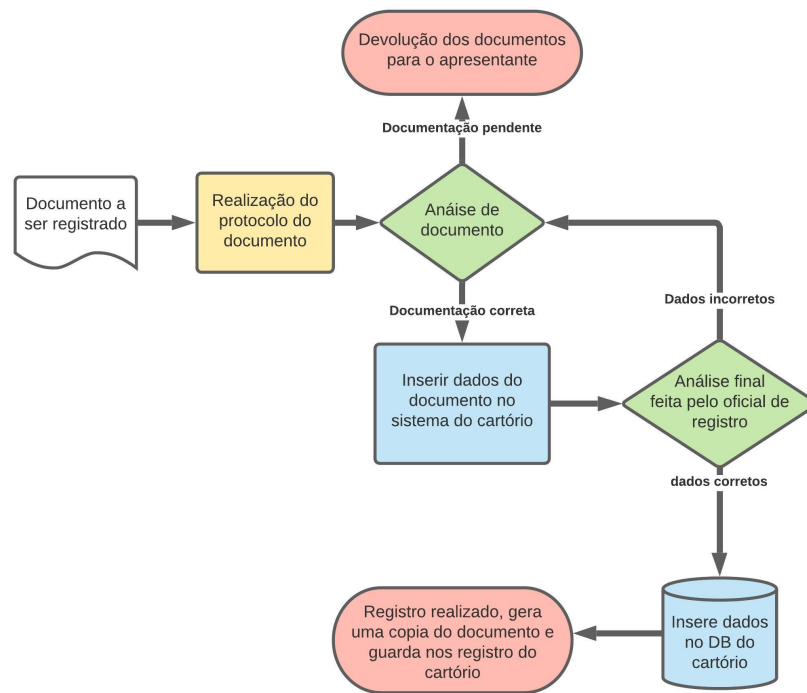 Devolução dos documentos
para o apresentante
Documentação pendente
Documento a
ser registrado
Realização do
protocolo do
documento
Anáise de
documento
Documentação correta
Dados incorretos
Inserir dados do
documento no
sistema do cartório
Análise final
feita pelo oficial de
registro
dados corretos
Registro realizado, gera
uma copia do documento e
guarda nos registro do
cartório
Insere dados
no DB do
cartório